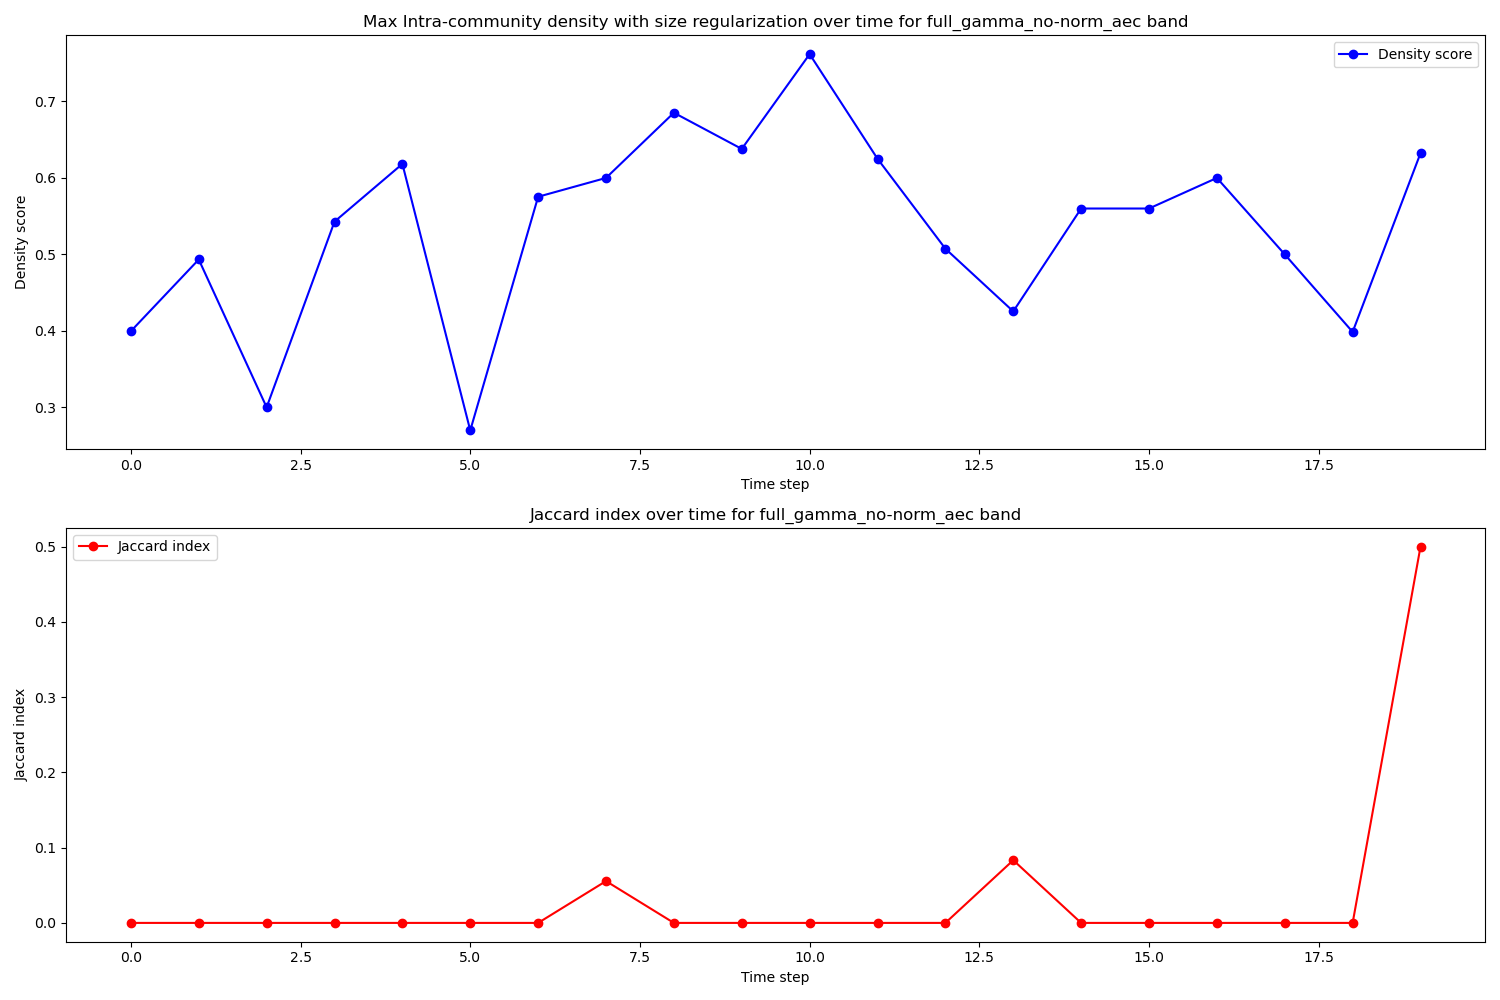 Max Intra-community density with size regularization over time for full_gamma_no-norm_aec band
Density score
0.7
0.6
0.5
0.4
0.3
Density score
0.0 2.5 5.0 7.5 10.0 12.5 15.0 17.5
Time step
Jaccard index over time for full_gamma_no-norm_aec band
Jaccard index
0.5
0.4
0.3
0.2
0.1
0.0
Jaccard index
0.0 2.5 5.0 7.5 10.0 12.5 15.0 17.5
Time step